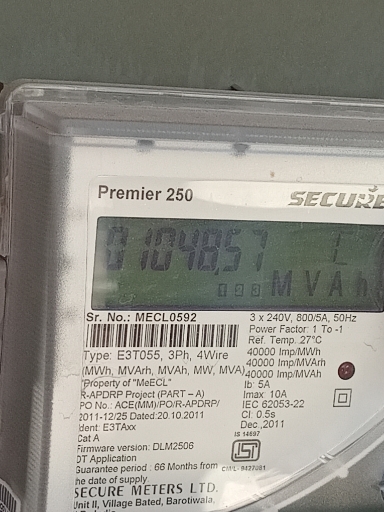 Premier 250
SECURE
01048.57 L
1 2 3 MVAh
Sr. No.: MECL0592
3 x 240V, 800/5A, 50Hz
Power Factor: 1 To -1
Ref. Temp. 27°C
40000 Imp/MWh
40000 Imp/MVArh
40000 Imp/MVAh
Ib: 5A
Imax: 10A
IEC 62053-22
Cl: 0.5s
Dec.,2011
Type: E3T055, 3Ph, 4Wire
(MWh, MVArh, MVAh, MW, MVA)
Property of "MeECL"
R-APDRP Project (PART – A)
PO No.: ACE(MM)/PO/R-APDRP/
2011-12/25 Dated:20.10.2011
Ident: E3TAxx
Cat A
Firmware version: DLM2506
DT Application
Guarantee period : 66 Months from
the date of supply
IS 14697
CM/L- 8427081
SECURE METERS LTD.
Unit II, Village Bated, Barotiwala,